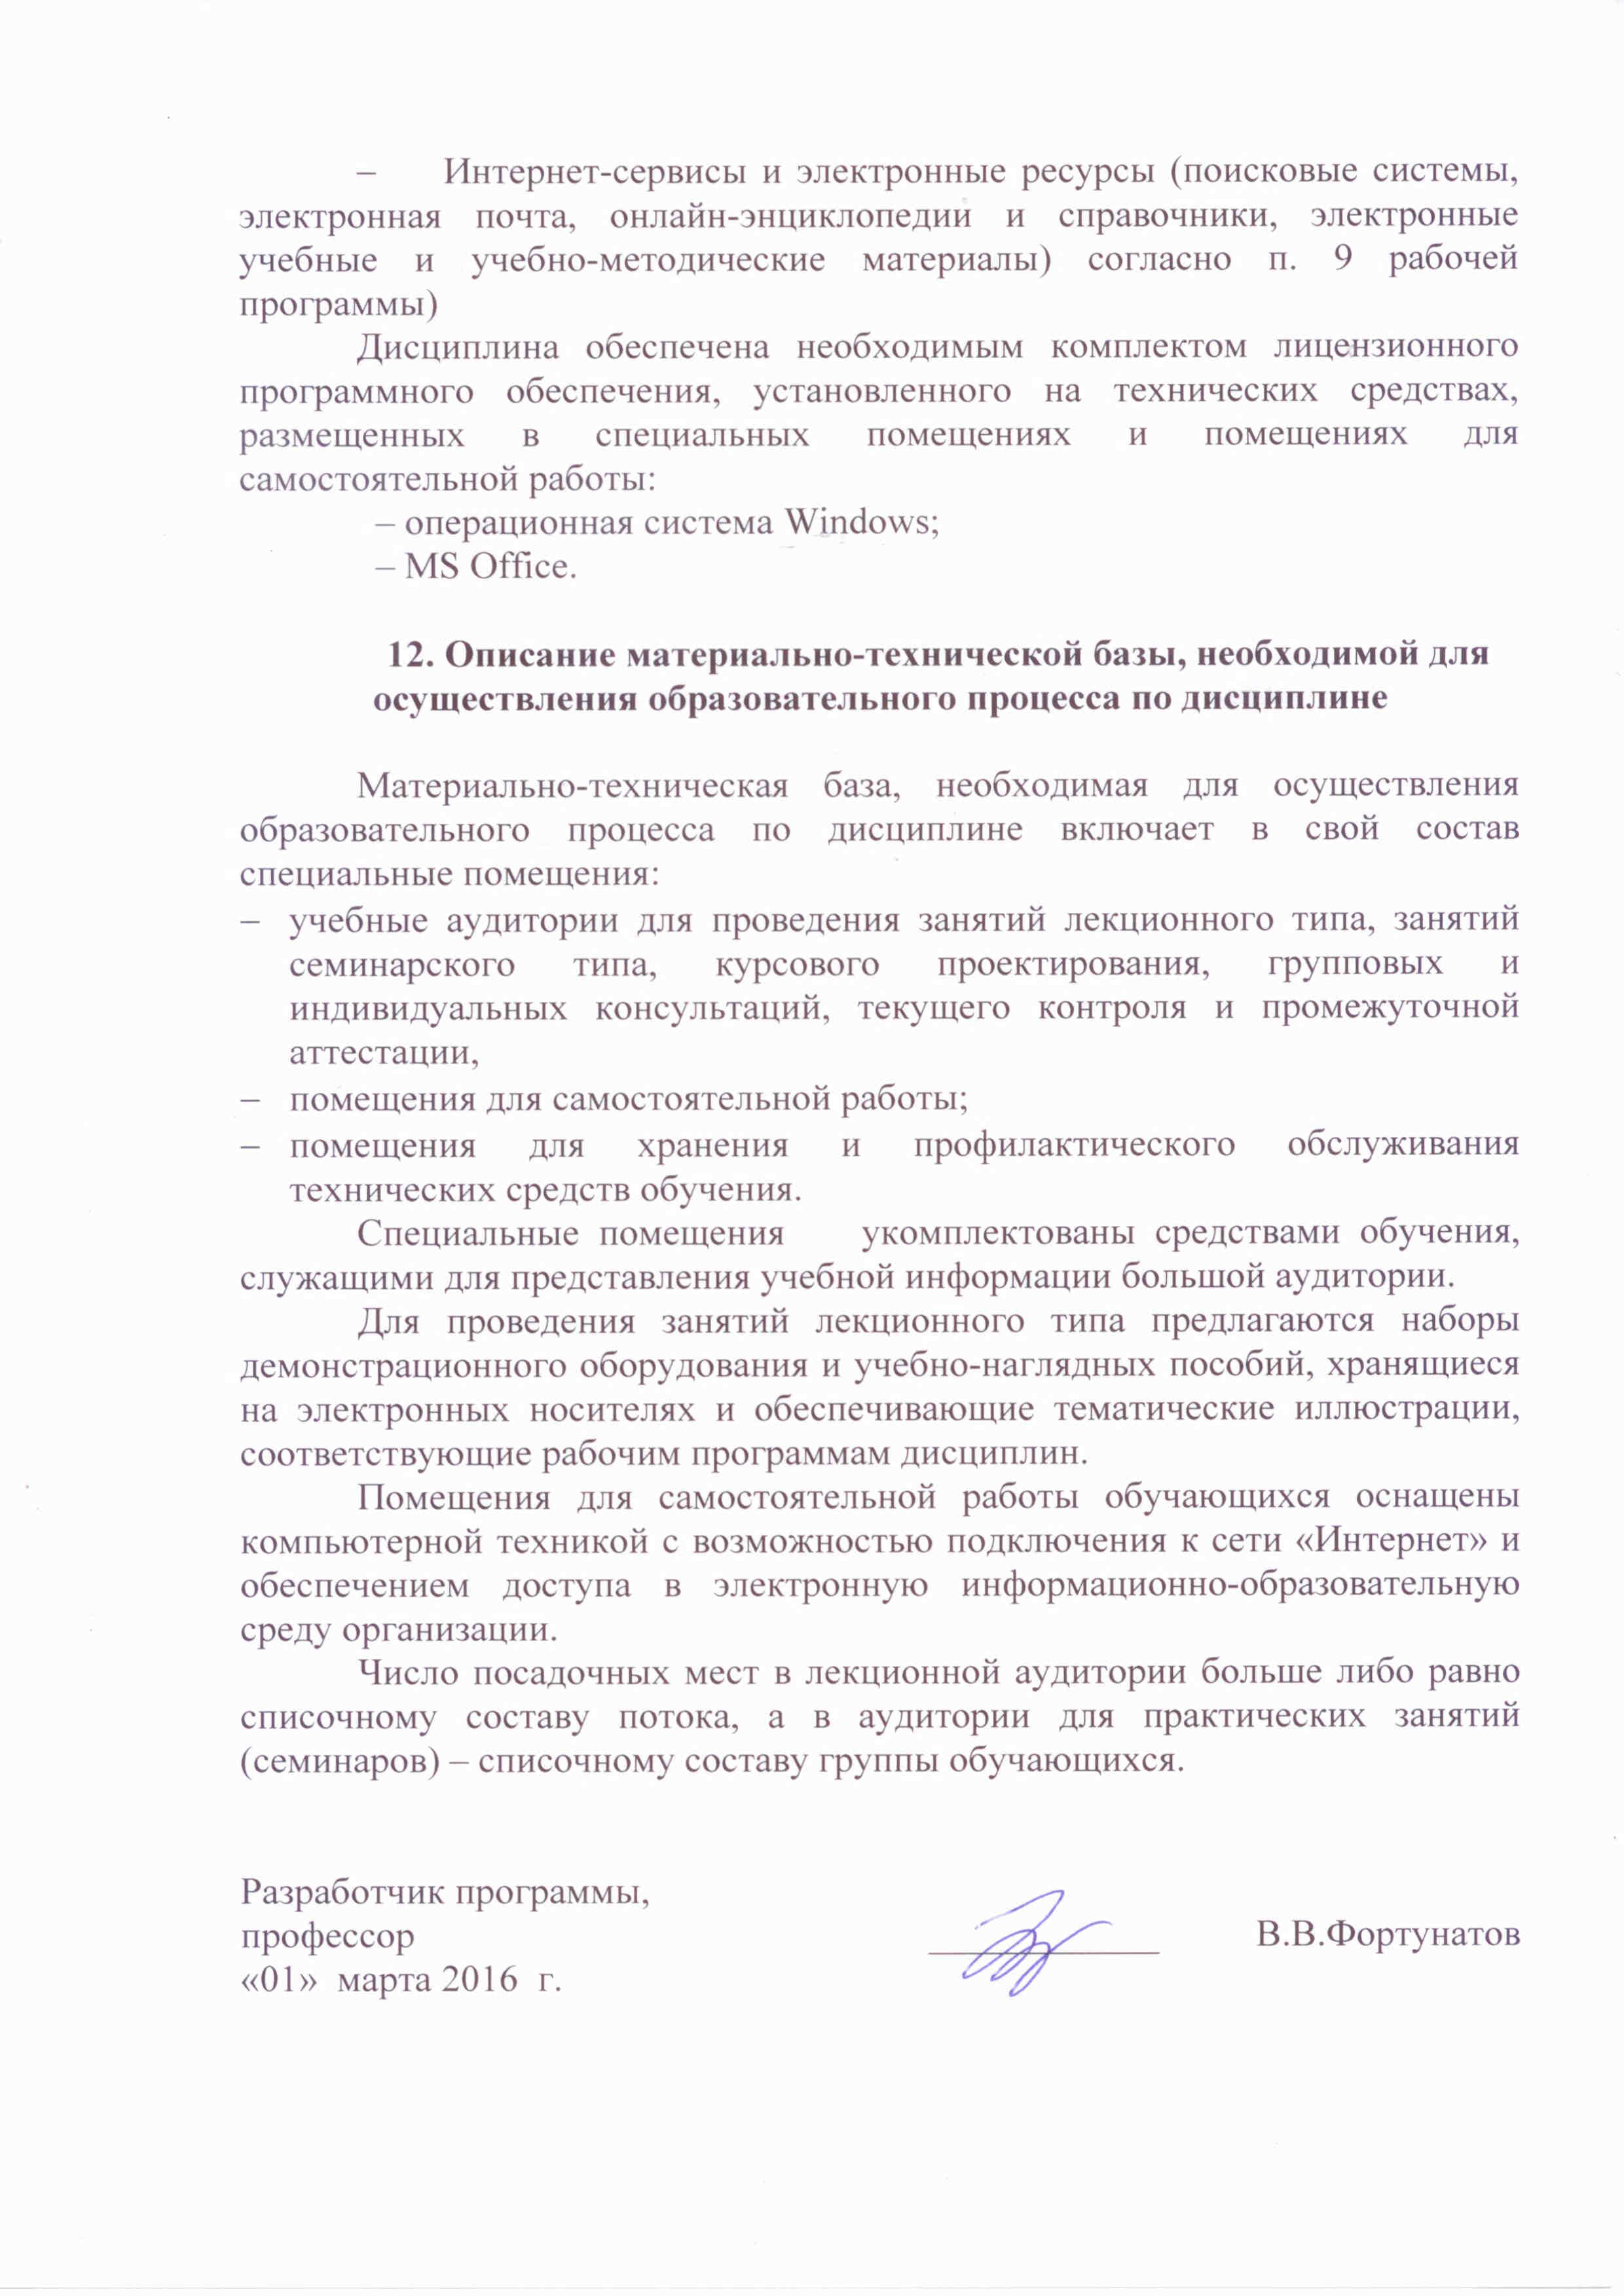 – Интернет-сервисы и электронные ресурсы (поисковые системы,
электронная почта, онлайн-энциклопедии и справочники, электронные
учебные и учебно-методические материалы) согласно п. 9 рабочей
программы)
Дисциплина обеспечена необходимым комплектом лицензионного
программного обеспечения, установленного на технических средствах,
размещенных в специальных помещениях и помещениях для
самостоятельной работы:
– операционная система Windows;
– MS Office.
12. Описание материально-технической базы, необходимой для
осуществления образовательного процесса по дисциплине
Материально-техническая база, необходимая для осуществления
образовательного процесса по дисциплине включает в свой состав
специальные помещения:
– учебные аудитории для проведения занятий лекционного типа, занятий
семинарского типа, курсового проектирования, групповых и
индивидуальных консультаций, текущего контроля и промежуточной
аттестации,
– помещения для самостоятельной работы;
– помещения для хранения и профилактического обслуживания
технических средств обучения.
Специальные помещения укомплектованы средствами обучения,
служащими для представления учебной информации большой аудитории.
Для проведения занятий лекционного типа предлагаются наборы
демонстрационного оборудования и учебно-наглядных пособий, хранящиеся
на электронных носителях и обеспечивающие тематические иллюстрации,
соответствующие рабочим программам дисциплин.
Помещения для самостоятельной работы обучающихся оснащены
компьютерной техникой с возможностью подключения к сети «Интернет» и
обеспечением доступа в электронную информационно-образовательную
среду организации.
Число посадочных мест в лекционной аудитории больше либо равно
списочному составу потока, а в аудитории для практических занятий
(семинаров) – списочному составу группы обучающихся.
Разработчик программы,
профессор В.В.Фортунатов
«01» марта 2016 г.